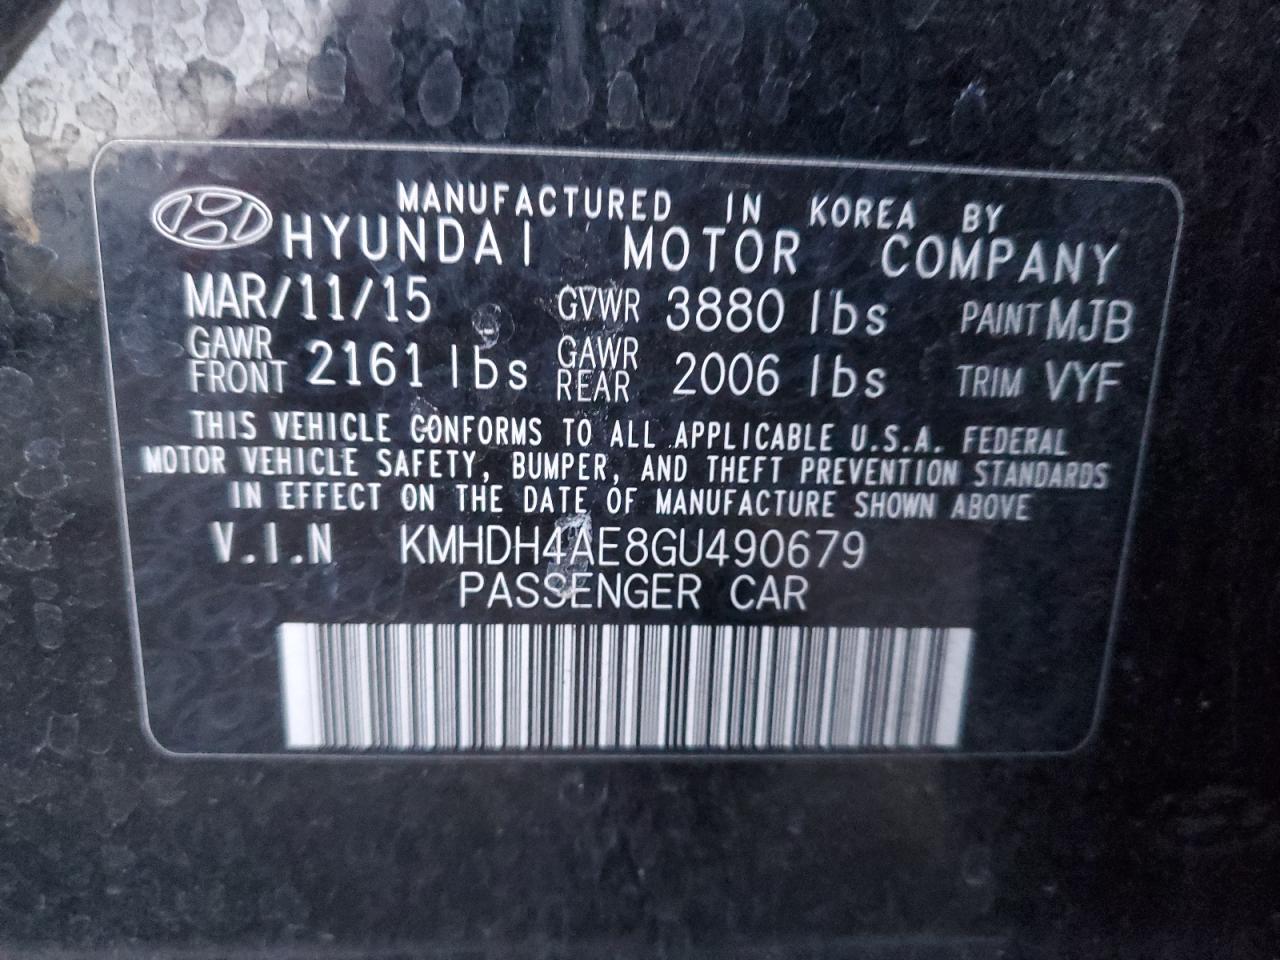 MANUFACTURED IN KOREA BY
HYUNDAI MOTOR COMPANY
MAR/11/15 GVWR 3880 lbs PAINT MJB
GAWR FRONT 2161 lbs GAWR REAR 2006 lbs TRIM VYF
THIS VEHICLE CONFORMS TO ALL APPLICABLE U.S.A. FEDERAL
MOTOR VEHICLE SAFETY, BUMPER, AND THEFT PREVENTION STANDARDS
IN EFFECT ON THE DATE OF MANUFACTURE SHOWN ABOVE
V.I.N KMHDH4AE8GU490679
PASSENGER CAR